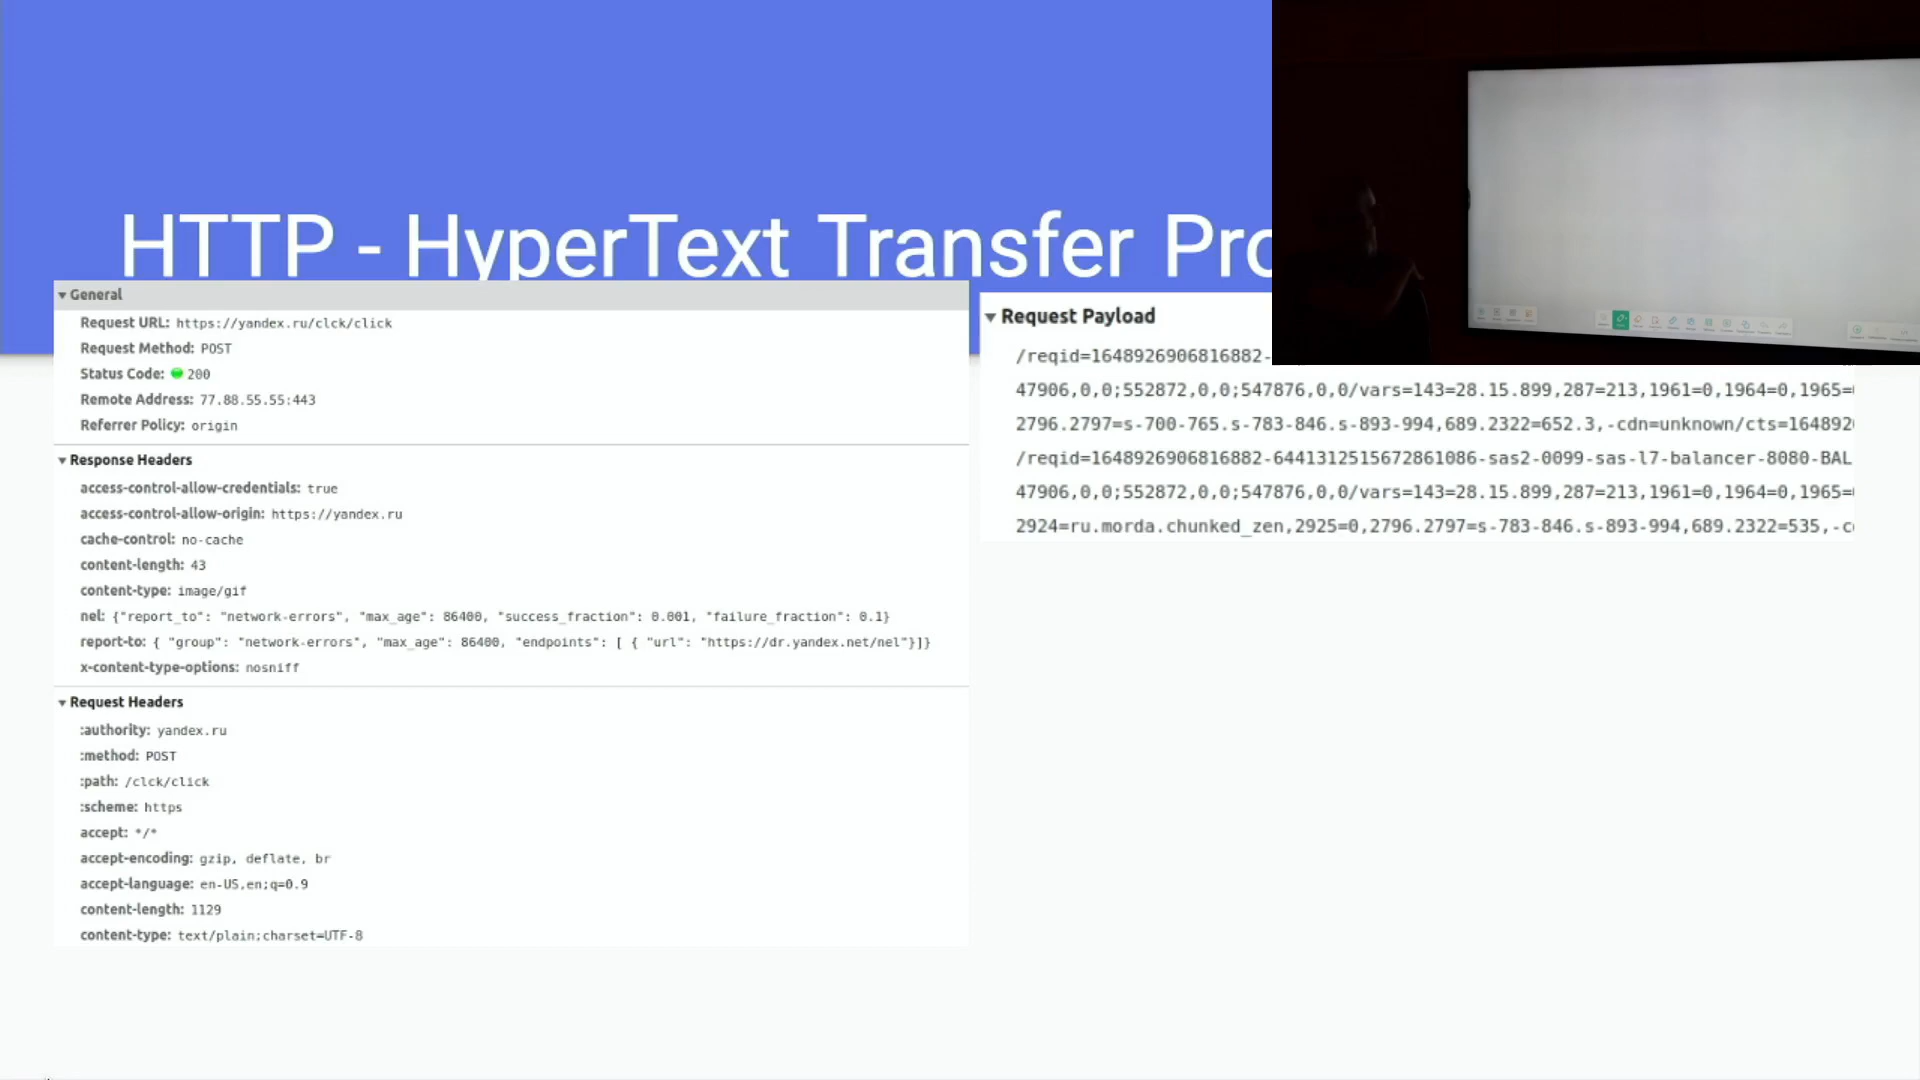 HTTP - HyperText Transfer Pro
General
Request URL: https://yandex.ru/clck/click
Request Method: POST
Status Code: 200
Remote Address: 77.88.55.55:443
Referrer Policy: origin
Response Headers
access-control-allow-credentials: true
access-control-allow-origin: https://yandex.ru
cache-control: no-cache
content-length: 43
content-type: image/gif
nel: {"report_to": "network-errors", "max_age": 86400, "success_fraction": 0.001, "failure_fraction": 0.1}
report-to: { "group": "network-errors", "max_age": 86400, "endpoints": [ { "url": "https://dr.yandex.net/nel"}]}
x-content-type-options: nosniff
Request Headers
:authority: yandex.ru
:method: POST
:path: /clck/click
:scheme: https
accept: */*
accept-encoding: gzip, deflate, br
accept-language: en-US,en;q=0.9
content-length: 1129
content-type: text/plain;charset=UTF-8
Request Payload
/reqid=1648926906816882-
47906,0,0;552872,0,0;547876,0,0/vars=143=28.15.899,287=213,1961=0,1964=0,1965=
2796.2797=s-700-765.s-783-846.s-893-994,689.2322=652.3,-cdn=unknown/cts=164892
/reqid=1648926906816882-6441312515672861086-sas2-0099-sas-l7-balancer-8080-BAL
47906,0,0;552872,0,0;547876,0,0/vars=143=28.15.899,287=213,1961=0,1964=0,1965=
2924=ru.morda.chunked_zen,2925=0,2796.2797=s-783-846.s-893-994,689.2322=535,-c